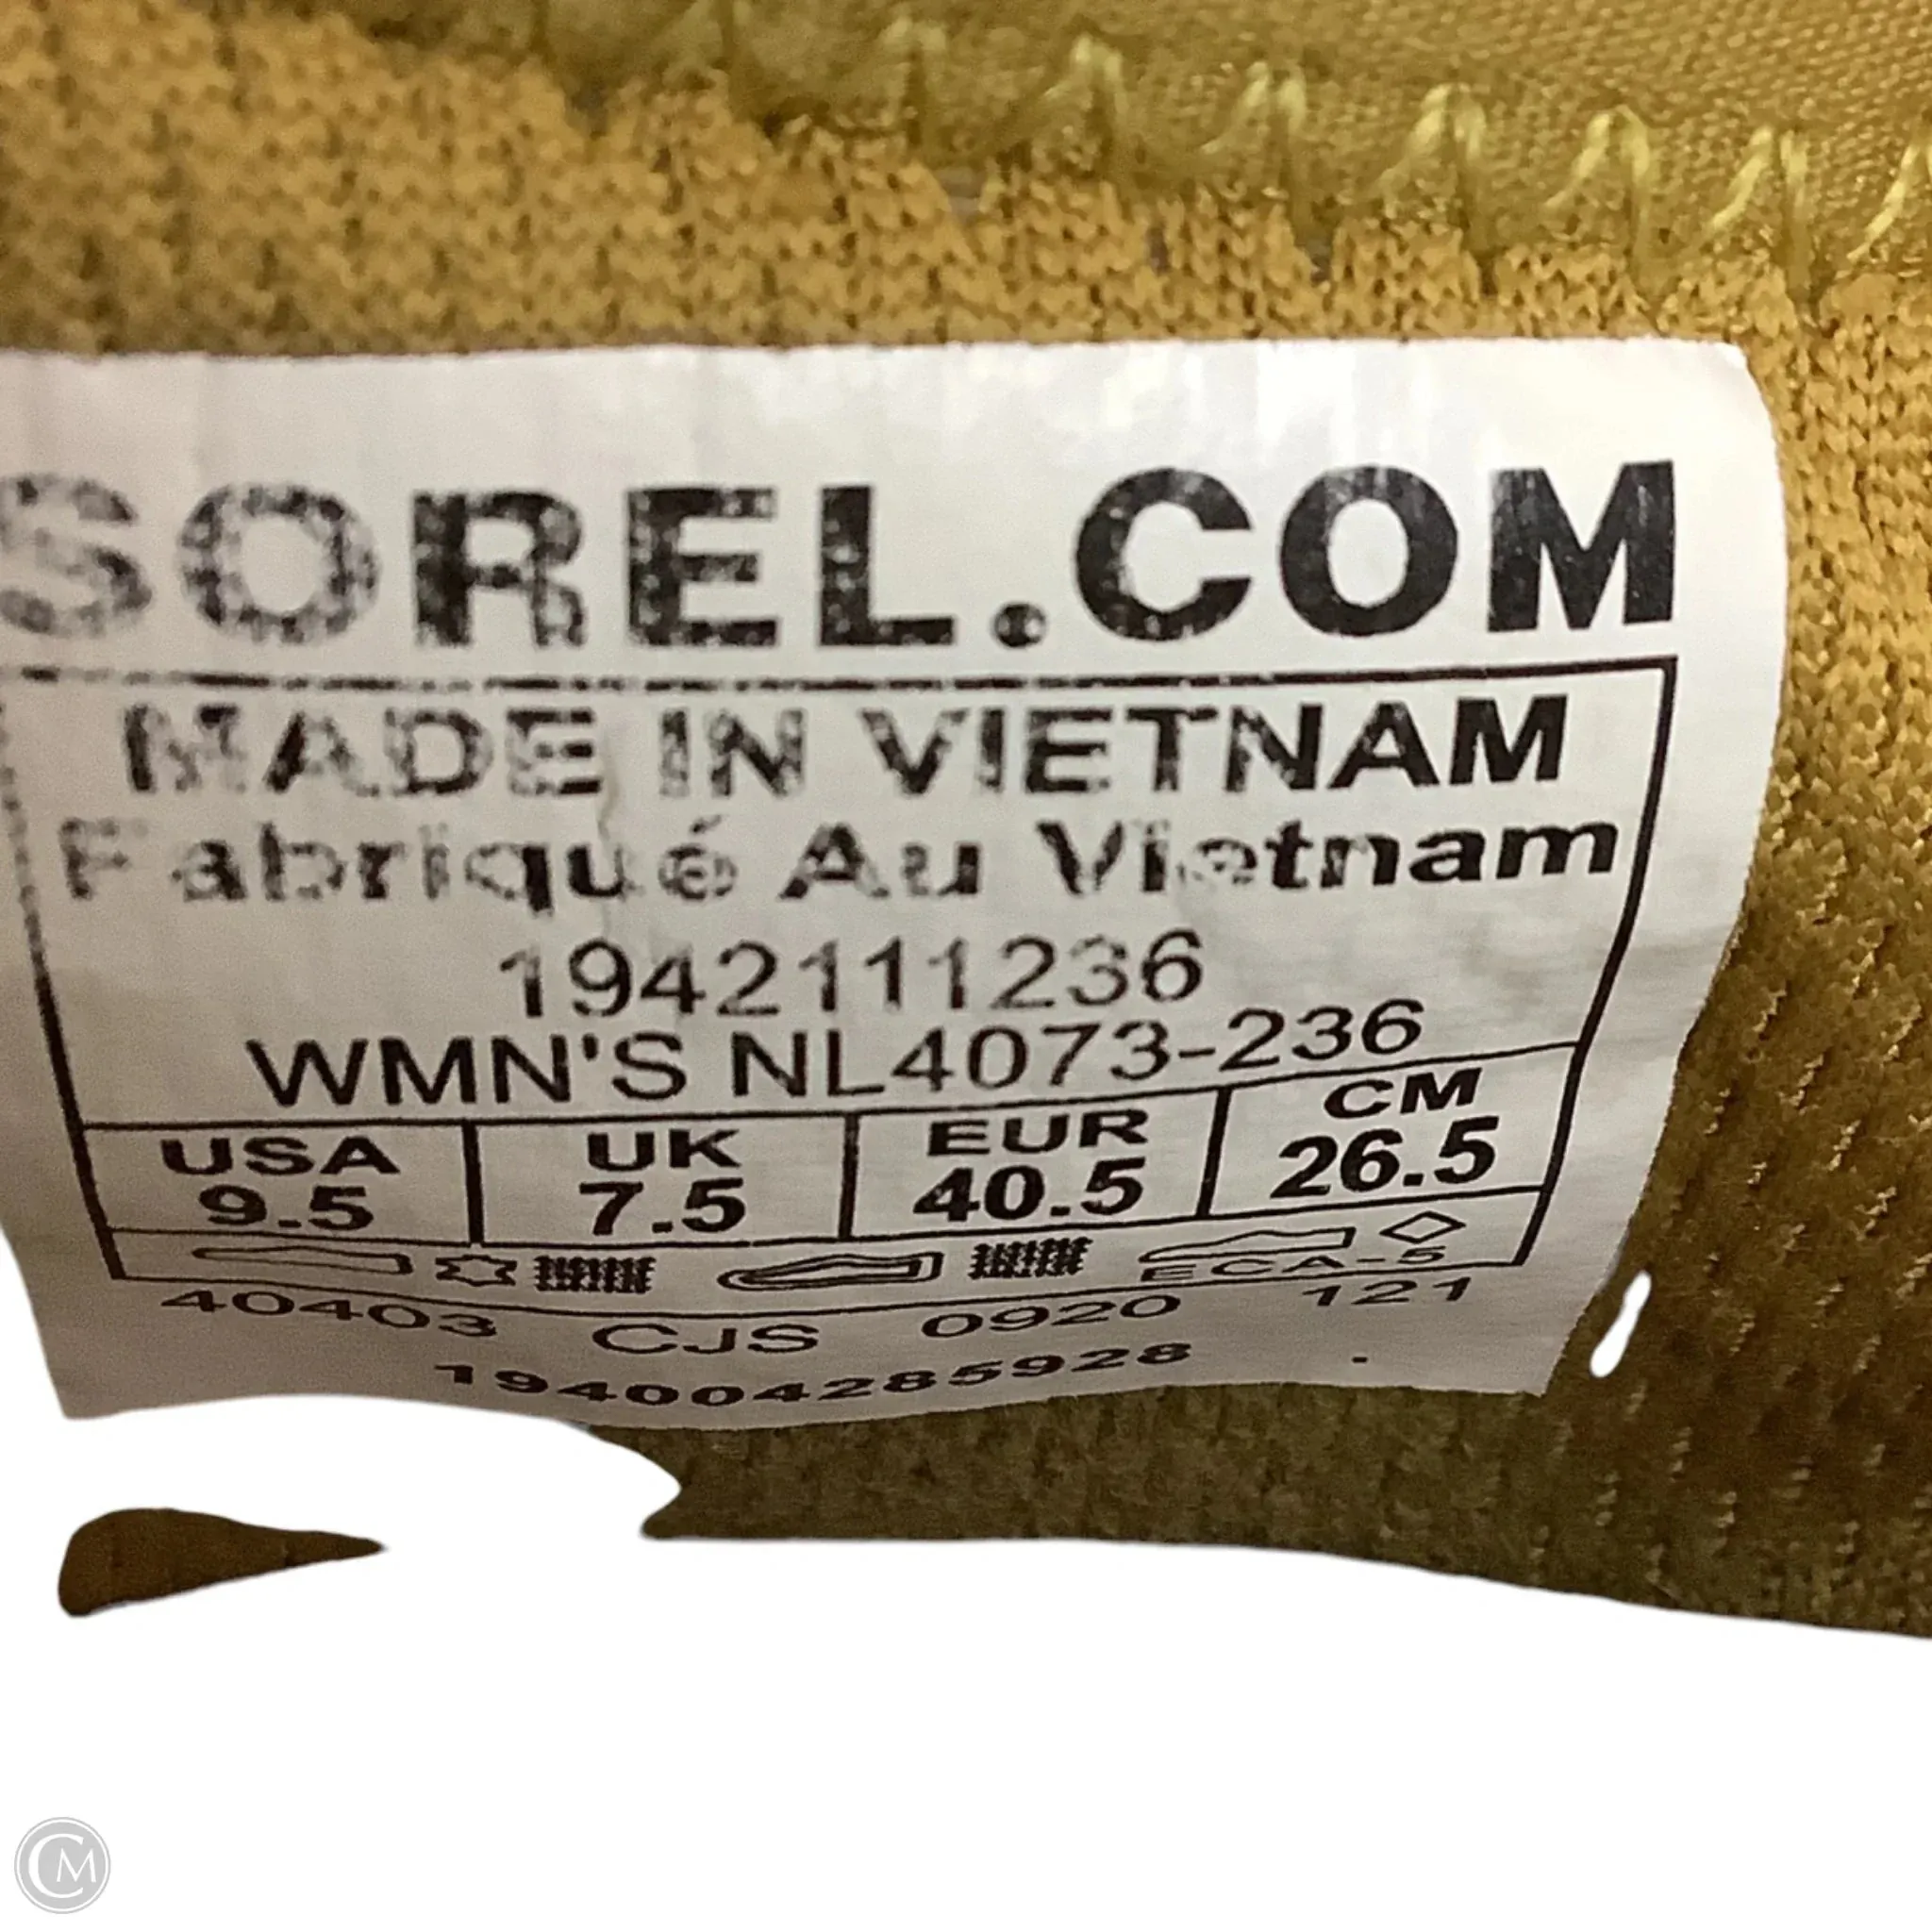 SOREL.COM
MADE IN VIETNAM
Fabriqué Au Vietnam
1942111236
WMN'S NL4073-236
USA UK EUR CM
9.5 7.5 40.5 26.5
ECA-5
40403 CJS 0920 121
194004285928
CM